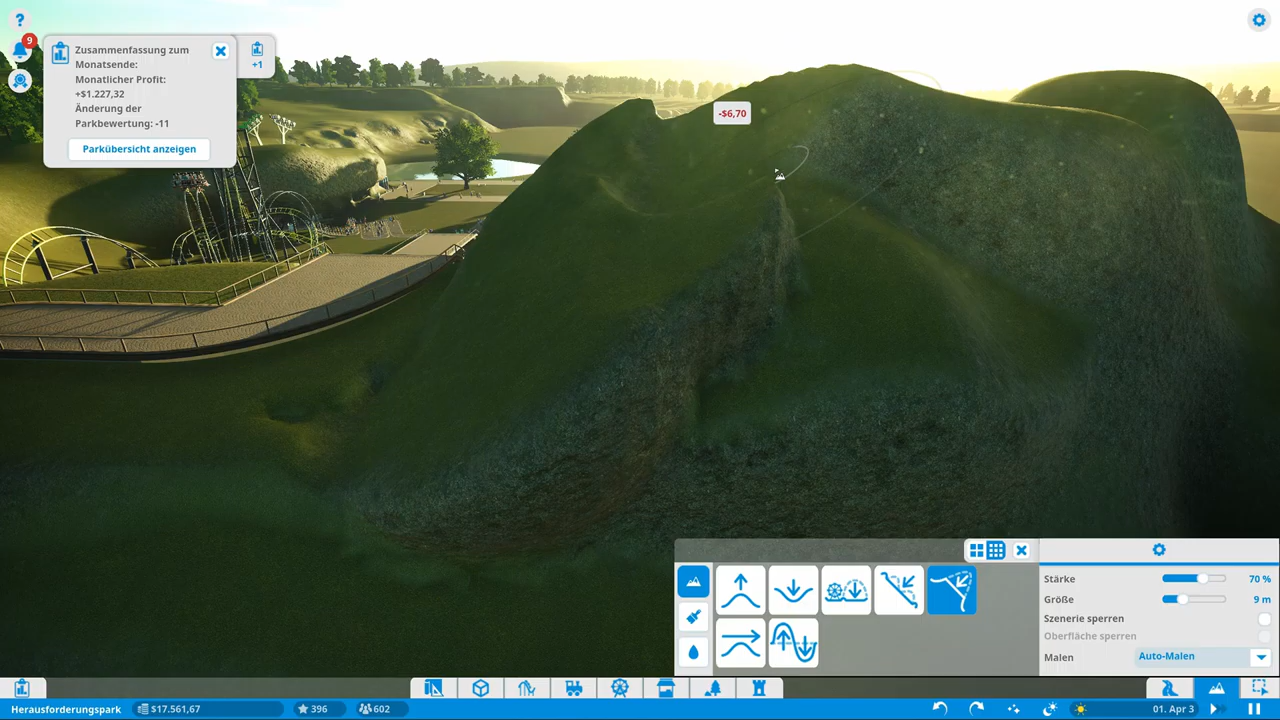 ?
9
Zusammenfassung zum
Monatsende:
Monatlicher Profit:
+$1.227,32
Änderung der
Parkbewertung: -11
Parkübersicht anzeigen
+1
-$6,70
Stärke
70 %
Größe
9 m
Szenerie sperren
Oberfläche sperren
Malen
Auto-Malen
Herausforderungspark
$17.561,67
396
602
01. Apr 3